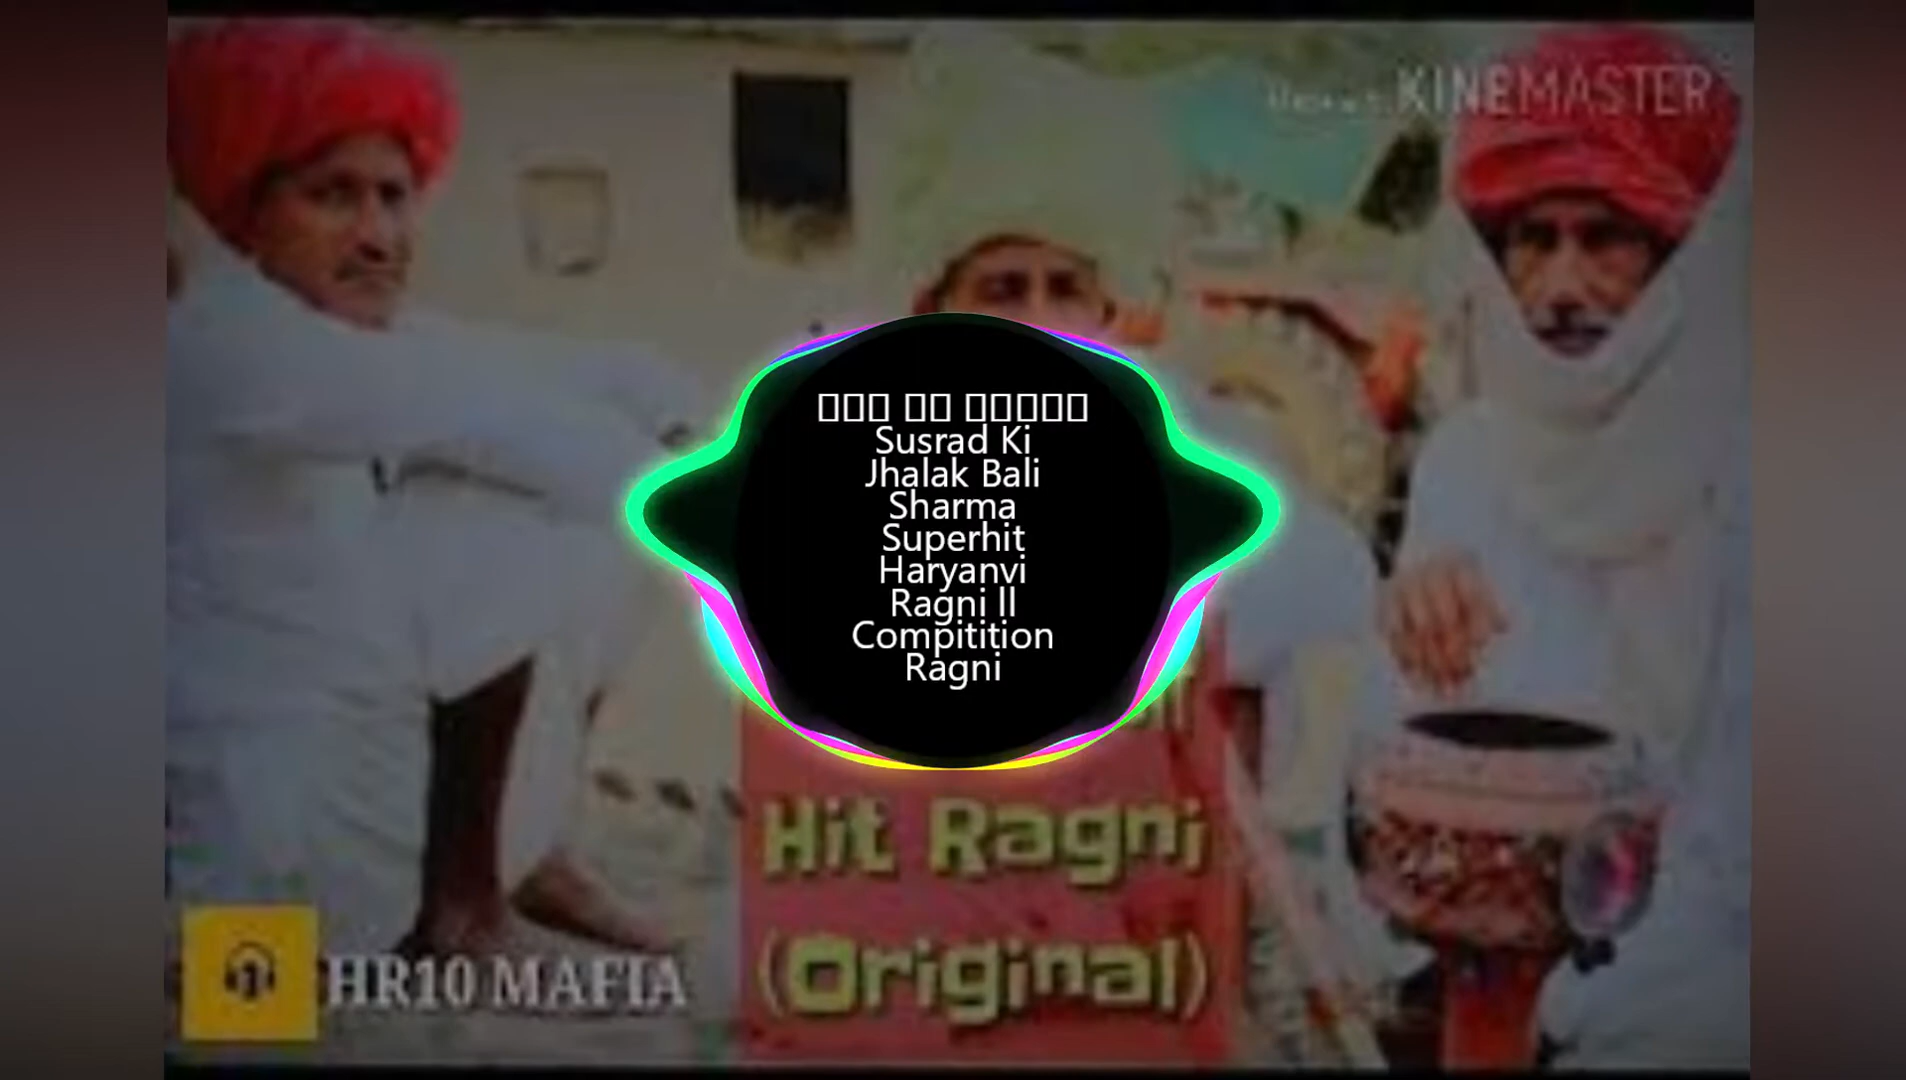 KINEMASTER
▯▯▯ ▯▯ ▯▯▯▯▯
Susrad Ki
Jhalak Bali
Sharma
Superhit
Haryanvi
Ragni ll
Compitition
Ragni
Hit Ragni
(Original)
HR10 MAFIA